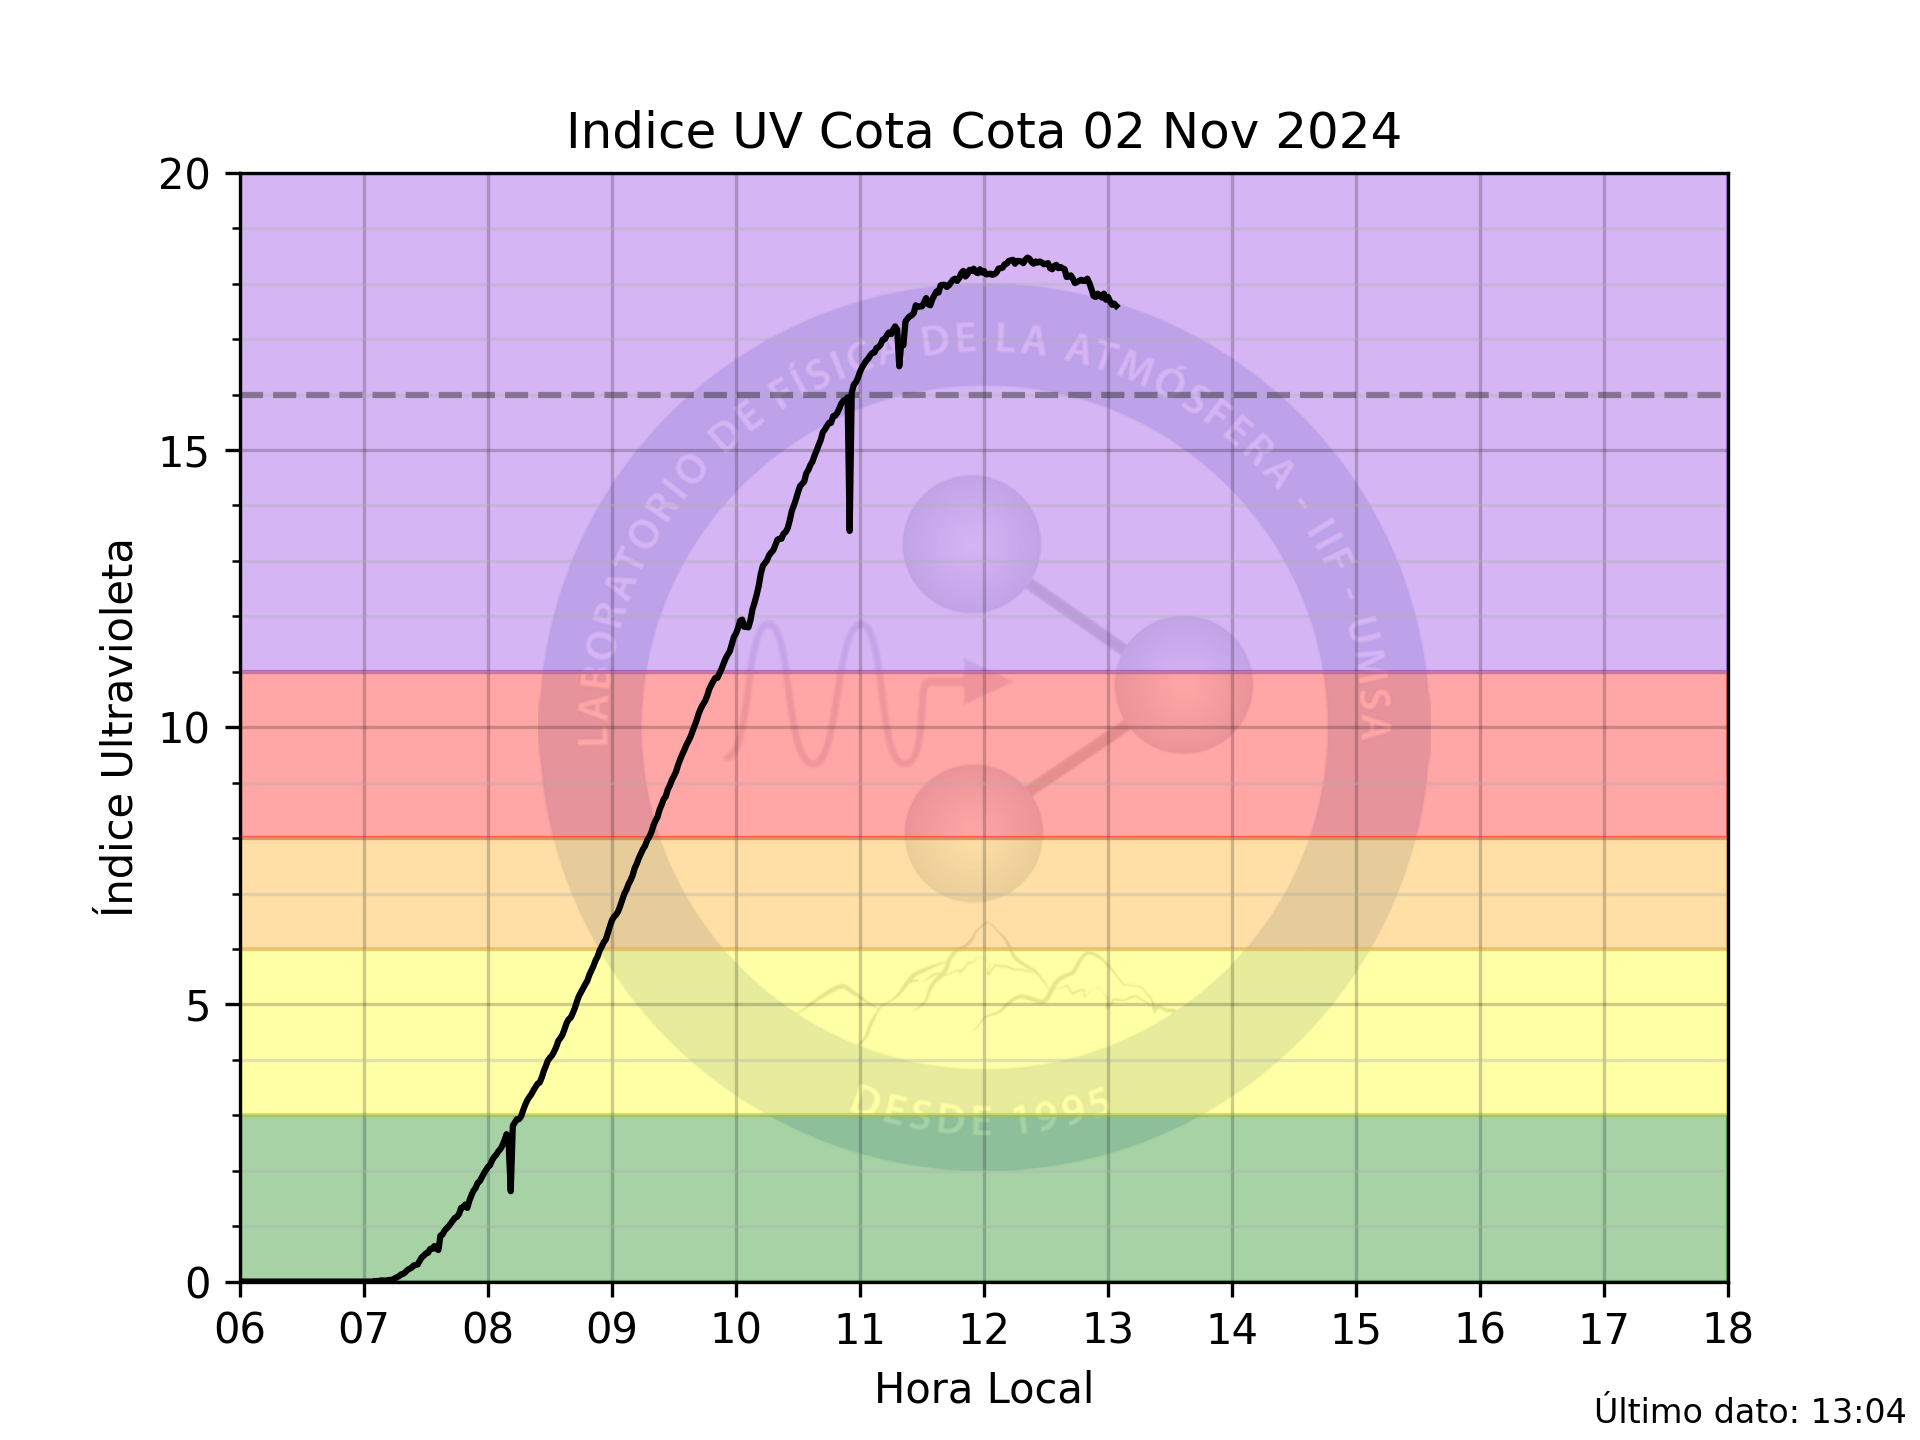 Indice UV Cota Cota 02 Nov 2024
20
15
10
5
0
Índice Ultravioleta
LABORATORIO DE FÍSICA DE LA ATMÓSFERA - IIF - UMSA
DESDE 1995
06 07 08 09 10 11 12 13 14 15 16 17 18
Hora Local
Último dato: 13:04